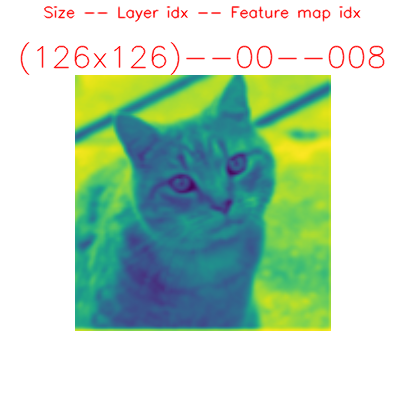 Size -- Layer idx -- Feature map idx
(126x126)--00--008